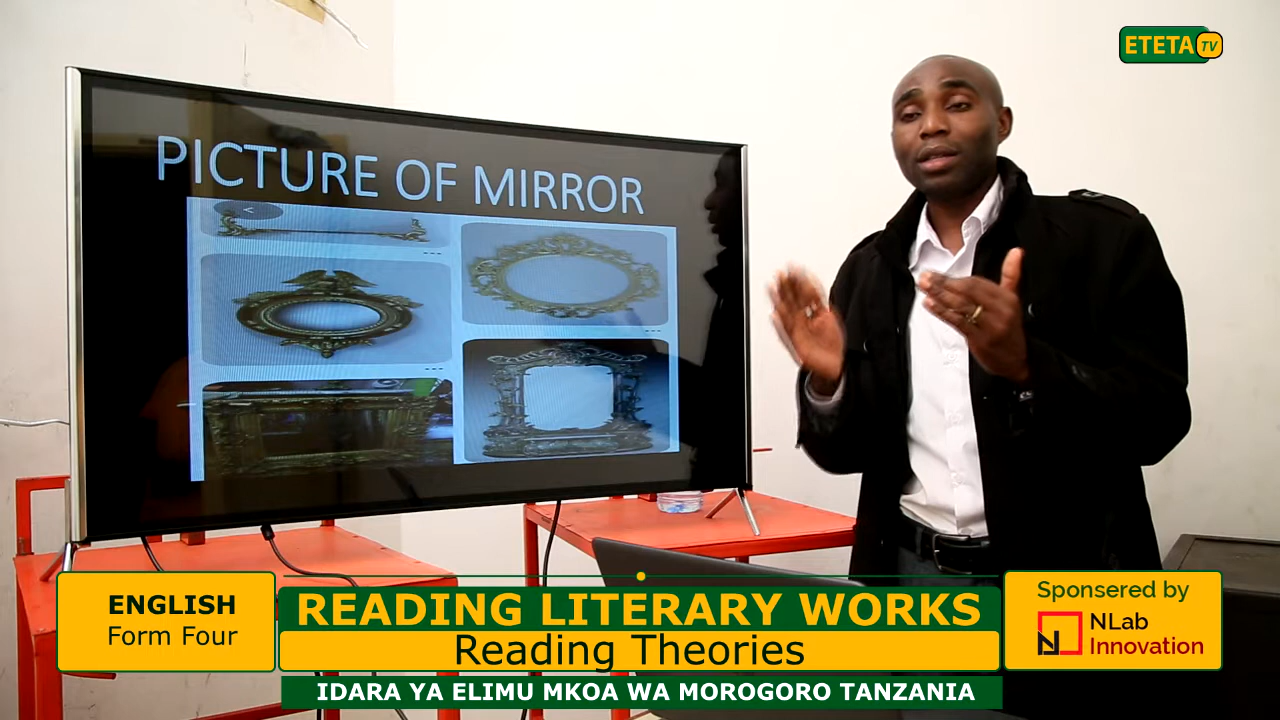 ETETA TV
PICTURE OF MIRROR
<
ENGLISH
Form Four
READING LITERARY WORKS
Reading Theories
IDARA YA ELIMU MKOA WA MOROGORO TANZANIA
Sponsered by
NLab
Innovation